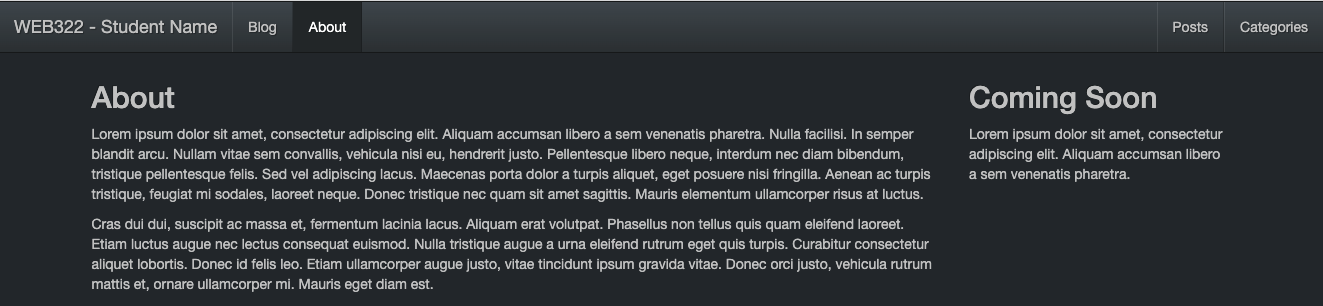 WEB322 - Student Name Blog About Posts Categories
About
Lorem ipsum dolor sit amet, consectetur adipiscing elit. Aliquam accumsan libero a sem venenatis pharetra. Nulla facilisi. In semper
blandit arcu. Nullam vitae sem convallis, vehicula nisi eu, hendrerit justo. Pellentesque libero neque, interdum nec diam bibendum,
tristique pellentesque felis. Sed vel adipiscing lacus. Maecenas porta dolor a turpis aliquet, eget posuere nisi fringilla. Aenean ac turpis
tristique, feugiat mi sodales, laoreet neque. Donec tristique nec quam sit amet sagittis. Mauris elementum ullamcorper risus at luctus.
Cras dui dui, suscipit ac massa et, fermentum lacinia lacus. Aliquam erat volutpat. Phasellus non tellus quis quam eleifend laoreet.
Etiam luctus augue nec lectus consequat euismod. Nulla tristique augue a urna eleifend rutrum eget quis turpis. Curabitur consectetur
aliquet lobortis. Donec id felis leo. Etiam ullamcorper augue justo, vitae tincidunt ipsum gravida vitae. Donec orci justo, vehicula rutrum
mattis et, ornare ullamcorper mi. Mauris eget diam est.
Coming Soon
Lorem ipsum dolor sit amet, consectetur
adipiscing elit. Aliquam accumsan libero
a sem venenatis pharetra.